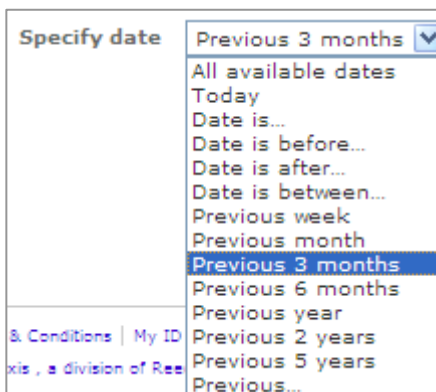 Specify date Previous 3 months
All available dates
Today
Date is...
Date is before...
Date is after...
Date is between...
Previous week
Previous month
Previous 3 months
Previous 6 months
Previous year
& Conditions | My ID Previous 2 years
xis , a division of Ree Previous 5 years
Previous...